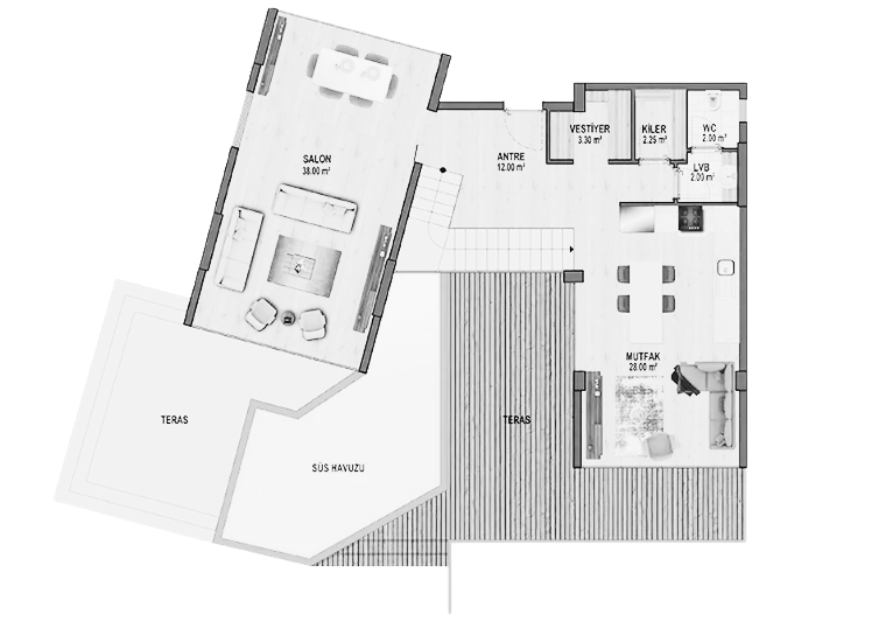 VESTİYER
3.30 m²
KİLER
2.25 m²
WC
2.00 m²
SALON
38.00 m²
ANTRE
12.00 m²
LVB
2.00 m²
MUTFAK
28.00 m²
TERAS
TERAS
SÜS HAVUZU